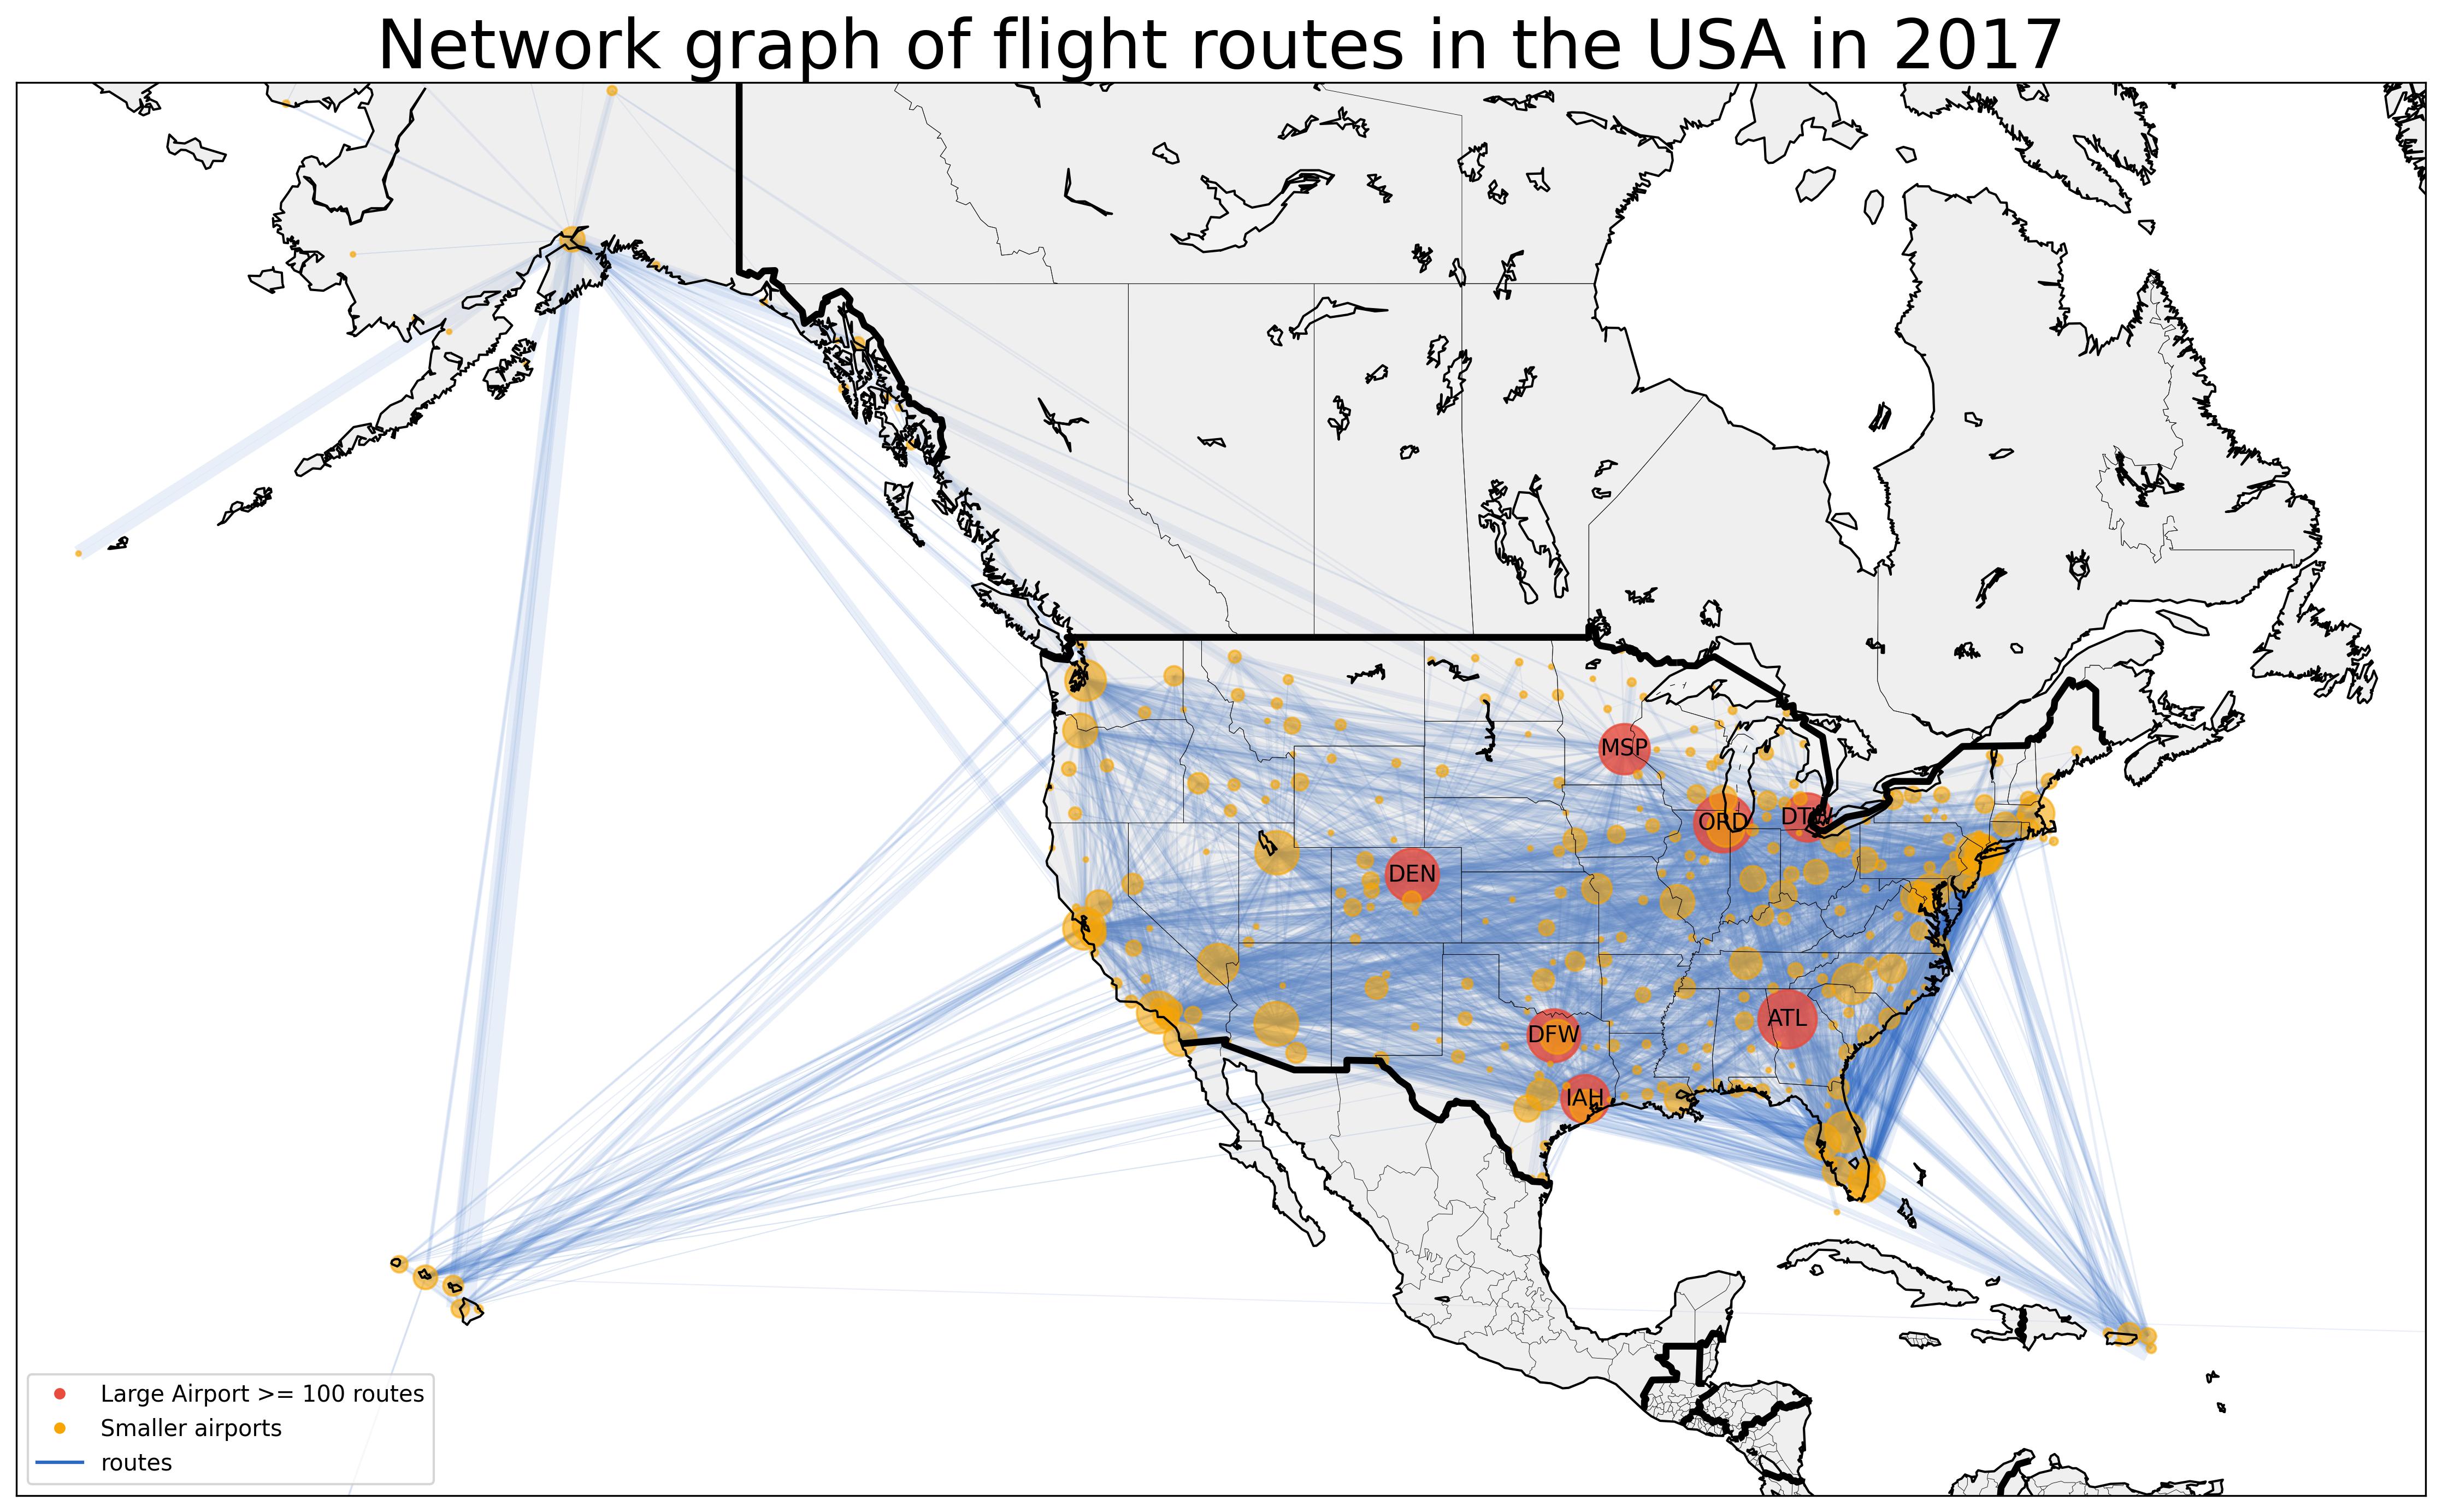 Network graph of flight routes in the USA in 2017
MSP
ORD
DTW
DEN
ATL
DFW
IAH
Large Airport >= 100 routes
Smaller airports
routes